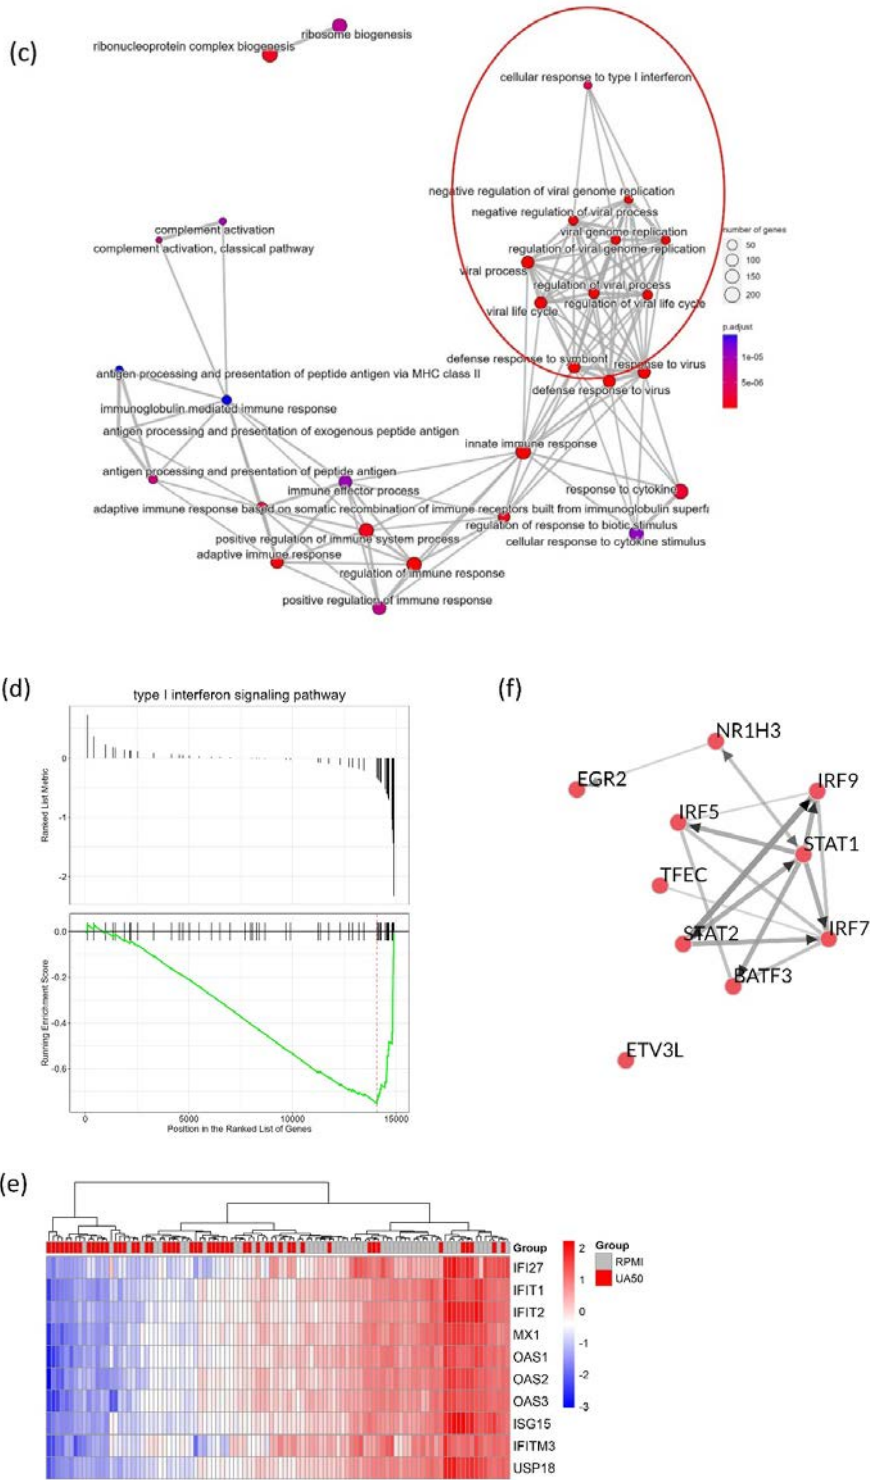 (c)
ribosome biogenesis
ribonucleoprotein complex biogenesis
cellular response to type I interferon
negative regulation of viral genome replication
negative regulation of viral process
viral genome replication
regulation of viral genome replication
viral process
regulation of viral process
regulation of viral life cycle
viral life cycle
complement activation
complement activation, classical pathway
number of genes
50
100
150
200
p.adjust
1e-05
5e-06
defense response to symbiont
response to virus
defense response to virus
antigen processing and presentation of peptide antigen via MHC class II
immunoglobulin mediated immune response
antigen processing and presentation of exogenous peptide antigen
innate immune response
antigen processing and presentation of peptide antigen
immune effector process
response to cytokine
adaptive immune response based on somatic recombination of immune receptors built from immunoglobulin superfa
regulation of response to biotic stimulus
positive regulation of immune system process
cellular response to cytokine stimulus
adaptive immune response
regulation of immune response
positive regulation of immune response
(d)
type I interferon signaling pathway
Ranked List Metric
0
-1
-2
Running Enrichment Score
0.0
-0.2
-0.4
-0.6
0
5000
10000
15000
Position in the Ranked List of Genes
(f)
NR1H3
EGR2
IRF9
IRF5
STAT1
TFEC
STAT2
IRF7
BATF3
ETV3L
(e)
Group
IFI27
IFIT1
IFIT2
MX1
OAS1
OAS2
OAS3
ISG15
IFITM3
USP18
2
1
0
-1
-2
-3
Group
RPMI
UA50